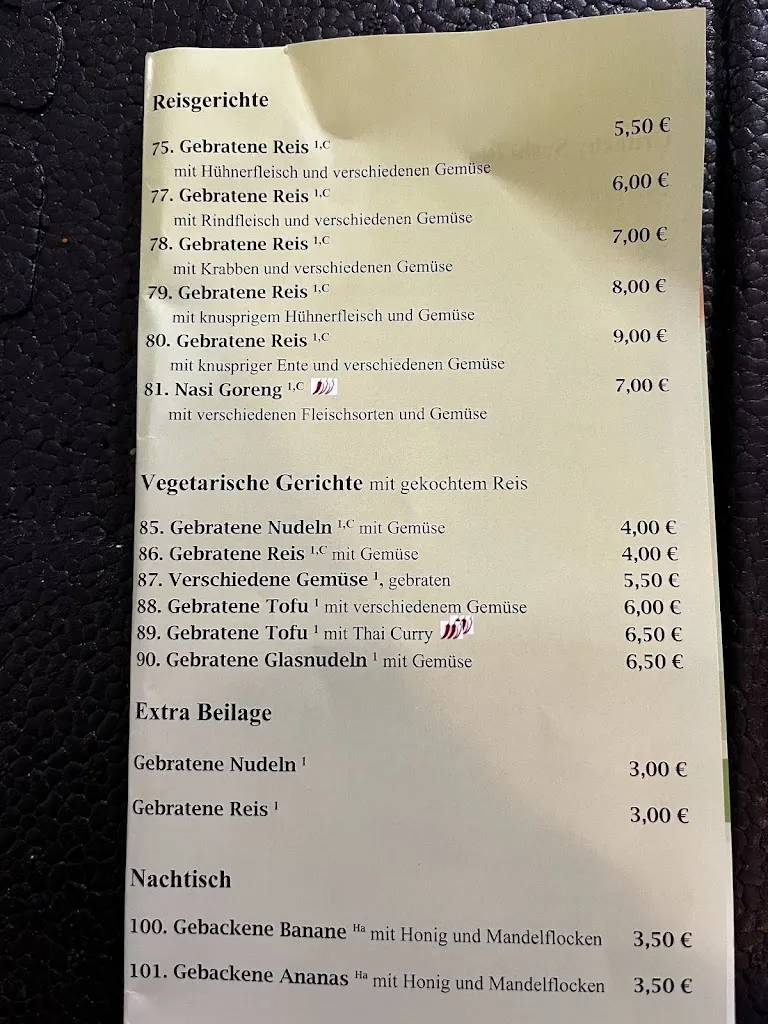 Reisgerichte
75. Gebratene Reis 1,C 5,50 €
mit Hühnerfleisch und verschiedenen Gemüse
77. Gebratene Reis 1,C 6,00 €
mit Rindfleisch und verschiedenen Gemüse
78. Gebratene Reis 1,C 7,00 €
mit Krabben und verschiedenen Gemüse
79. Gebratene Reis 1,C 8,00 €
mit knusprigem Hühnerfleisch und Gemüse
80. Gebratene Reis 1,C 9,00 €
mit knuspriger Ente und verschiedenen Gemüse
81. Nasi Goreng 1,C 7,00 €
mit verschiedenen Fleischsorten und Gemüse
Vegetarische Gerichte mit gekochtem Reis
85. Gebratene Nudeln 1,C mit Gemüse 4,00 €
86. Gebratene Reis 1,C mit Gemüse 4,00 €
87. Verschiedene Gemüse 1, gebraten 5,50 €
88. Gebratene Tofu 1 mit verschiedenem Gemüse 6,00 €
89. Gebratene Tofu 1 mit Thai Curry 6,50 €
90. Gebratene Glasnudeln 1 mit Gemüse 6,50 €
Extra Beilage
Gebratene Nudeln 1 3,00 €
Gebratene Reis 1 3,00 €
Nachtisch
100. Gebackene Banane Ha mit Honig und Mandelflocken 3,50 €
101. Gebackene Ananas Ha mit Honig und Mandelflocken 3,50 €